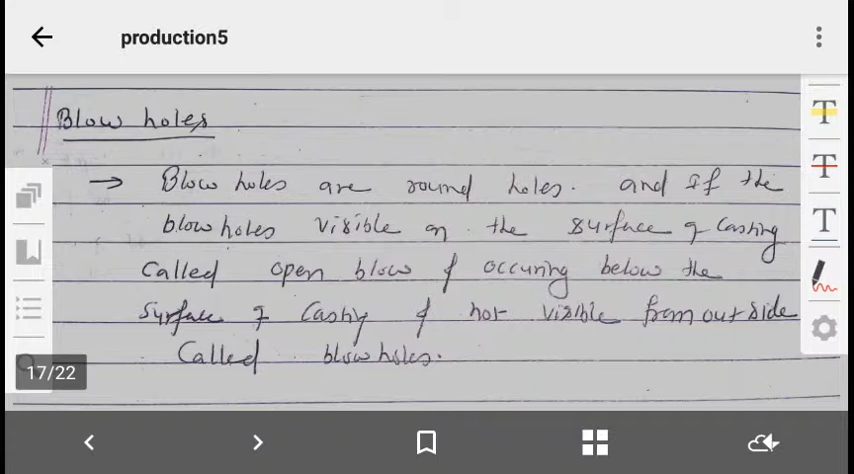 production5
Blow holes
→ Blow holes are round holes. and If the
blow holes visible on the surface of casting
Called open blow & occuring below the
Surface of Casting & not visible from out side
Called blow holes.
17/22